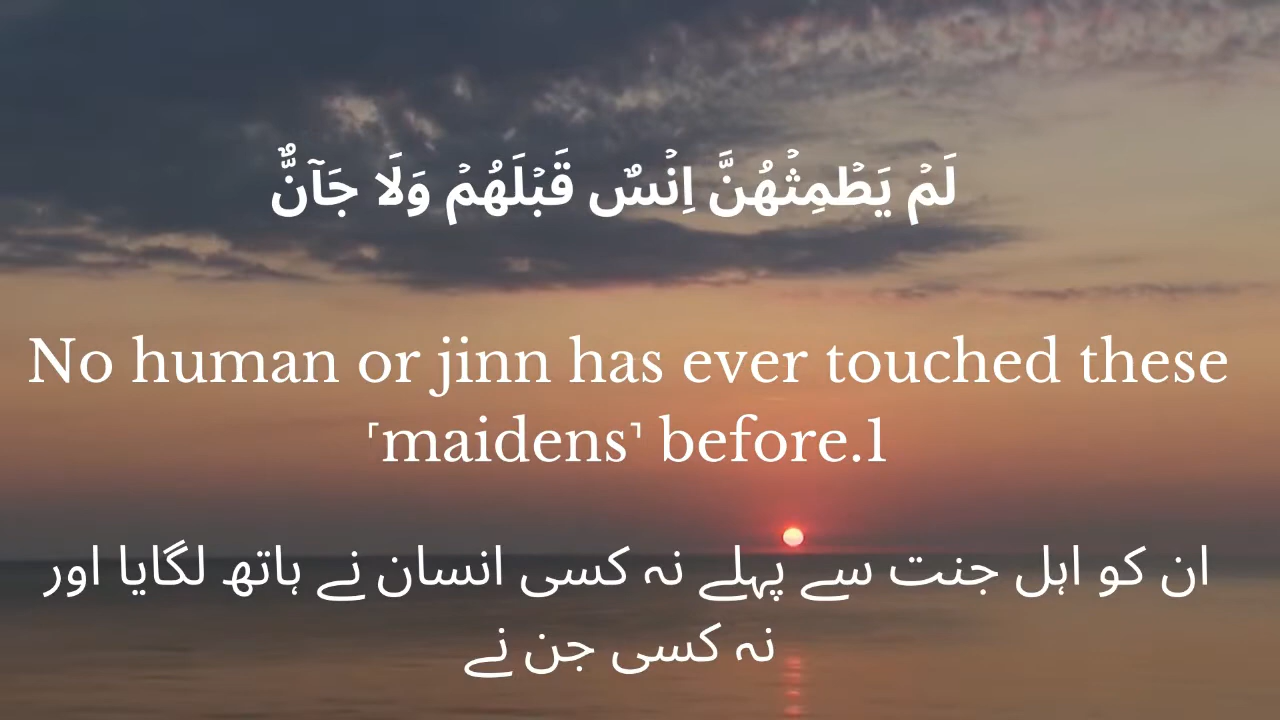 لَمۡ يَطۡمِثۡهُنَّ اِنۡسٌ قَبۡلَهُمۡ وَلَا جَآنٌّ
No human or jinn has ever touched these
⸢maidens⸣ before.1
ان کو اہل جنت سے پہلے نہ کسی انسان نے ہاتھ لگایا اور
نہ کسی جن نے